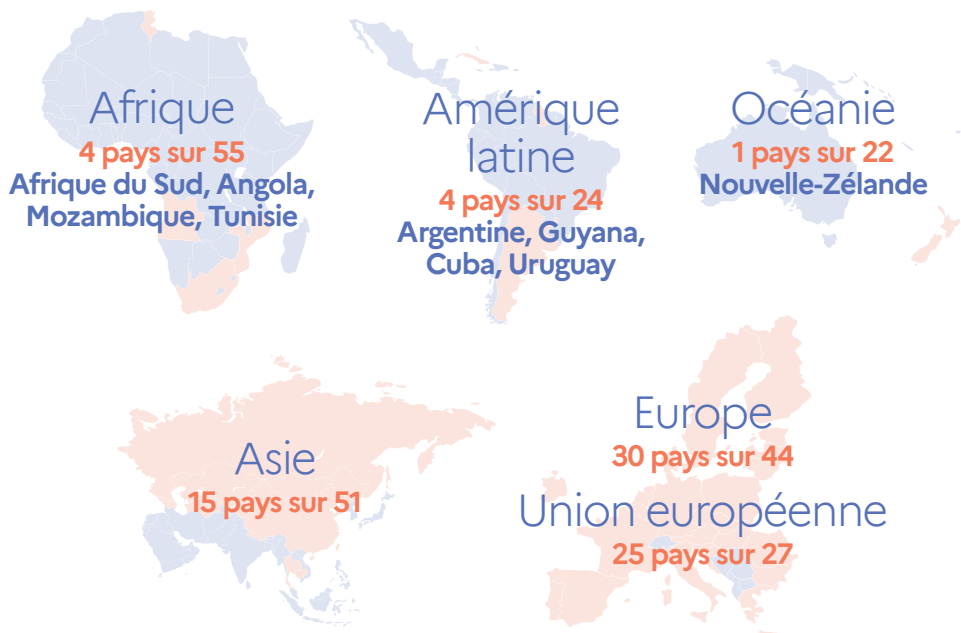 Afrique
4 pays sur 55
Afrique du Sud, Angola,
Mozambique, Tunisie
Amérique
latine
4 pays sur 24
Argentine, Guyana,
Cuba, Uruguay
Océanie
1 pays sur 22
Nouvelle-Zélande
Asie
15 pays sur 51
Europe
30 pays sur 44
Union européenne
25 pays sur 27